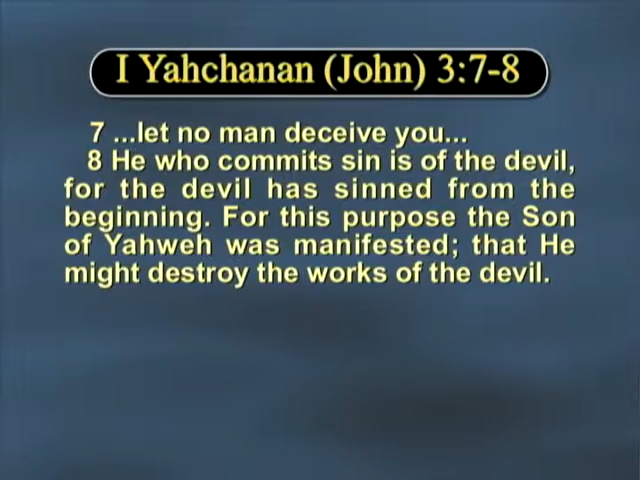 I Yahchanan (John) 3:7-8
7 ...let no man deceive you...
8 He who commits sin is of the devil,
for the devil has sinned from the
beginning. For this purpose the Son
of Yahweh was manifested; that He
might destroy the works of the devil.